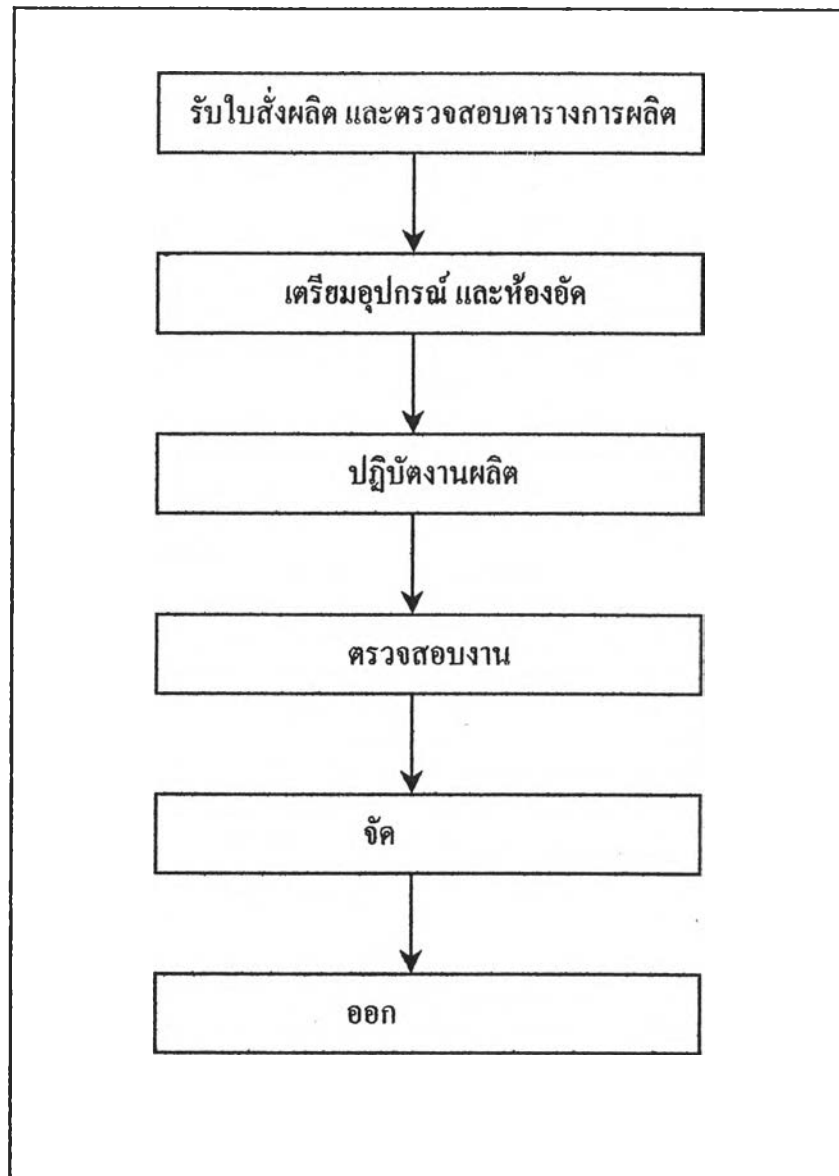 รับใบสั่งผลิต และตรวจสอบตารางการผลิต
เตรียมอุปกรณ์ และห้องอัด
ปฏิบัตงานผลิต
ตรวจสอบงาน
จัด
ออก